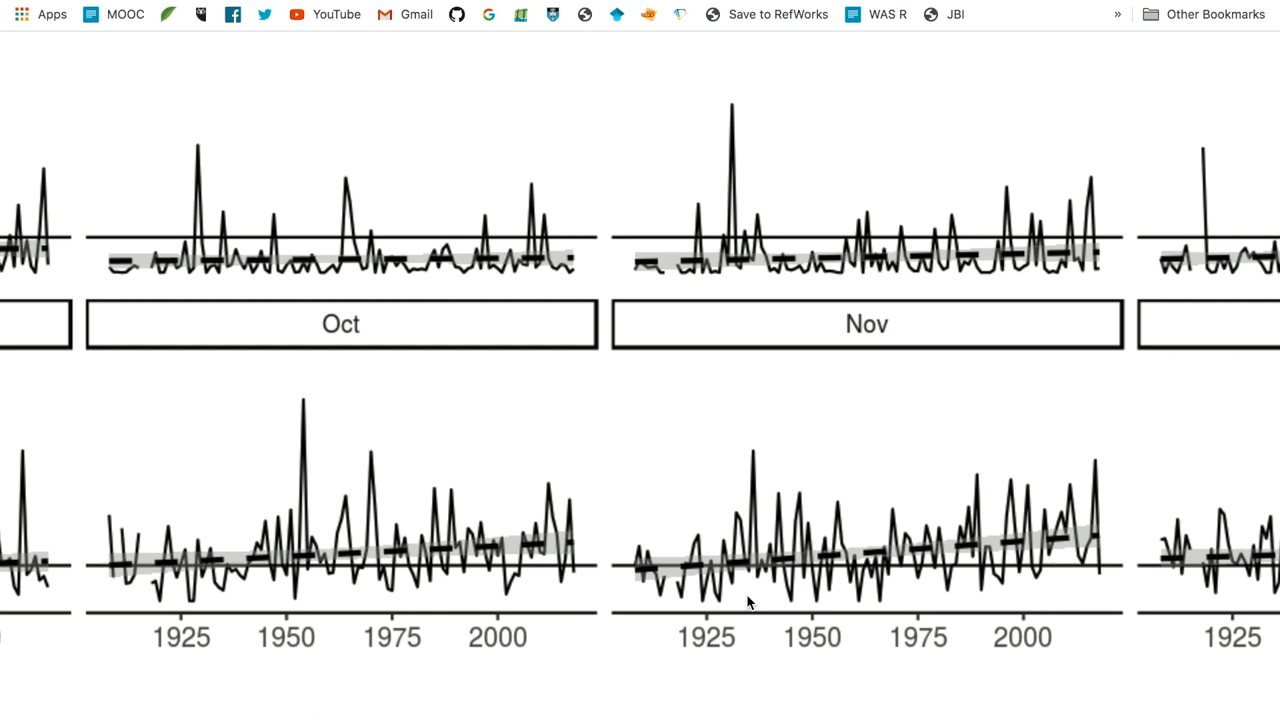 Apps MOOC YouTube Gmail Save to RefWorks WAS R JBI » Other Bookmarks
Oct Nov
1925 1950 1975 2000 1925 1950 1975 2000 1925